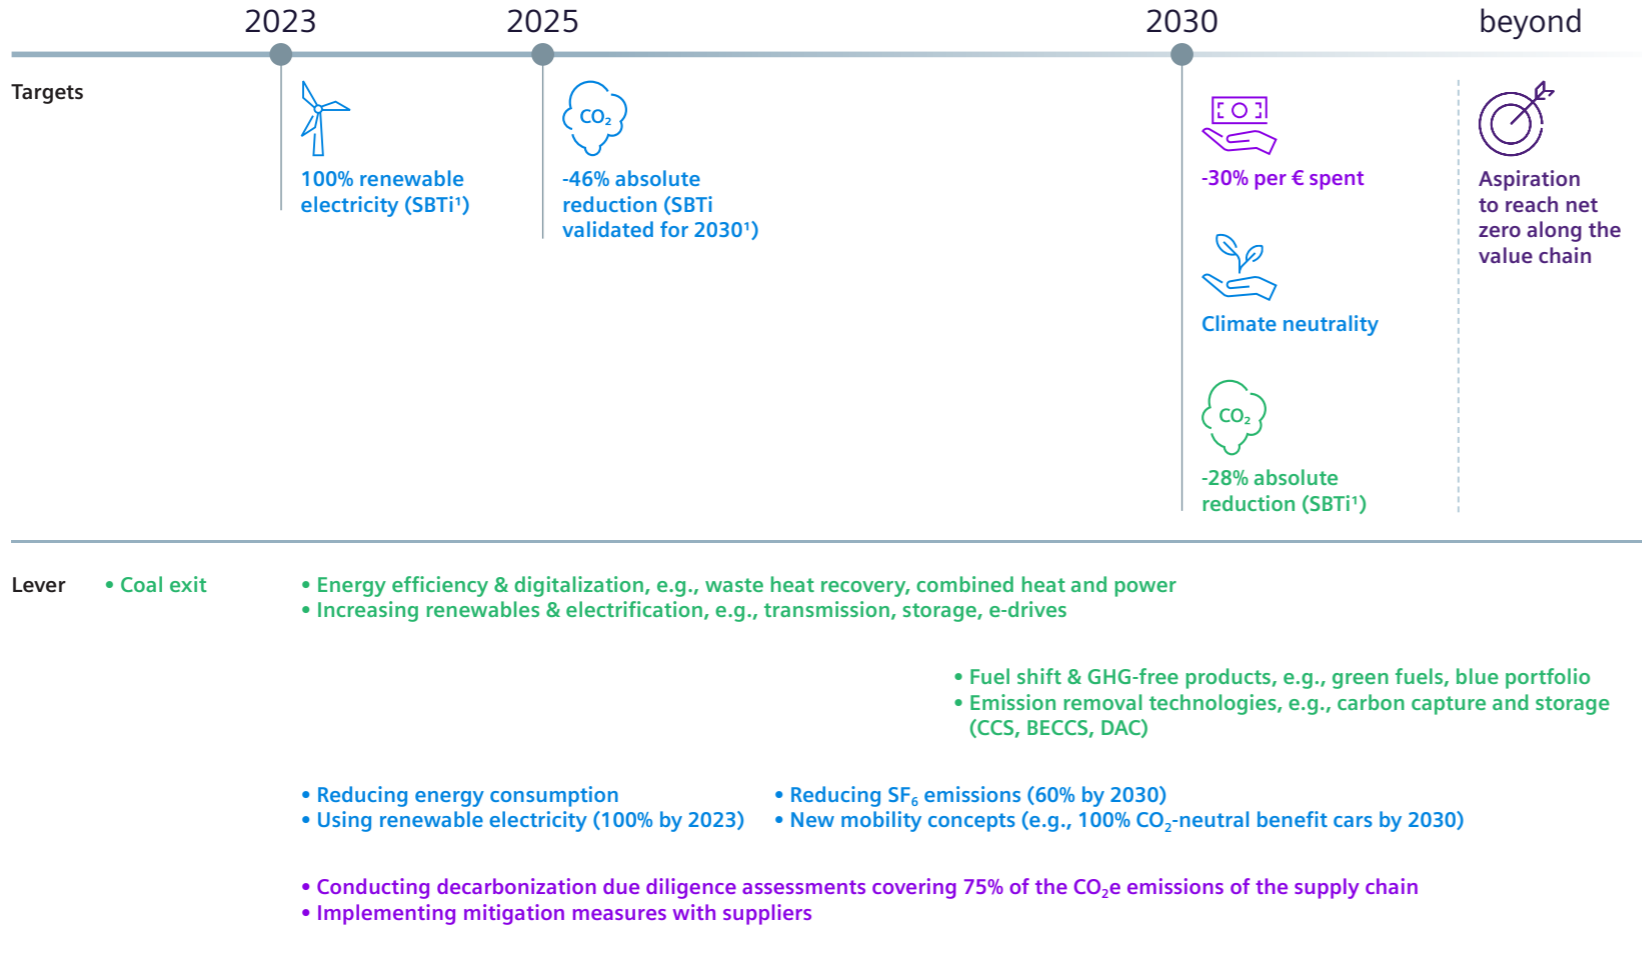 2023
2025
2030
beyond
Targets
CO₂
100% renewable
electricity (SBTi¹)
-46% absolute
reduction (SBTi
validated for 2030¹)
-30% per € spent
Climate neutrality
CO₂
-28% absolute
reduction (SBTi¹)
Aspiration
to reach net
zero along the
value chain
Lever
• Coal exit
• Energy efficiency & digitalization, e.g., waste heat recovery, combined heat and power
• Increasing renewables & electrification, e.g., transmission, storage, e-drives
• Fuel shift & GHG-free products, e.g., green fuels, blue portfolio
• Emission removal technologies, e.g., carbon capture and storage
(CCS, BECCS, DAC)
• Reducing energy consumption
• Using renewable electricity (100% by 2023)
• Reducing SF₆ emissions (60% by 2030)
• New mobility concepts (e.g., 100% CO₂-neutral benefit cars by 2030)
• Conducting decarbonization due diligence assessments covering 75% of the CO₂e emissions of the supply chain
• Implementing mitigation measures with suppliers